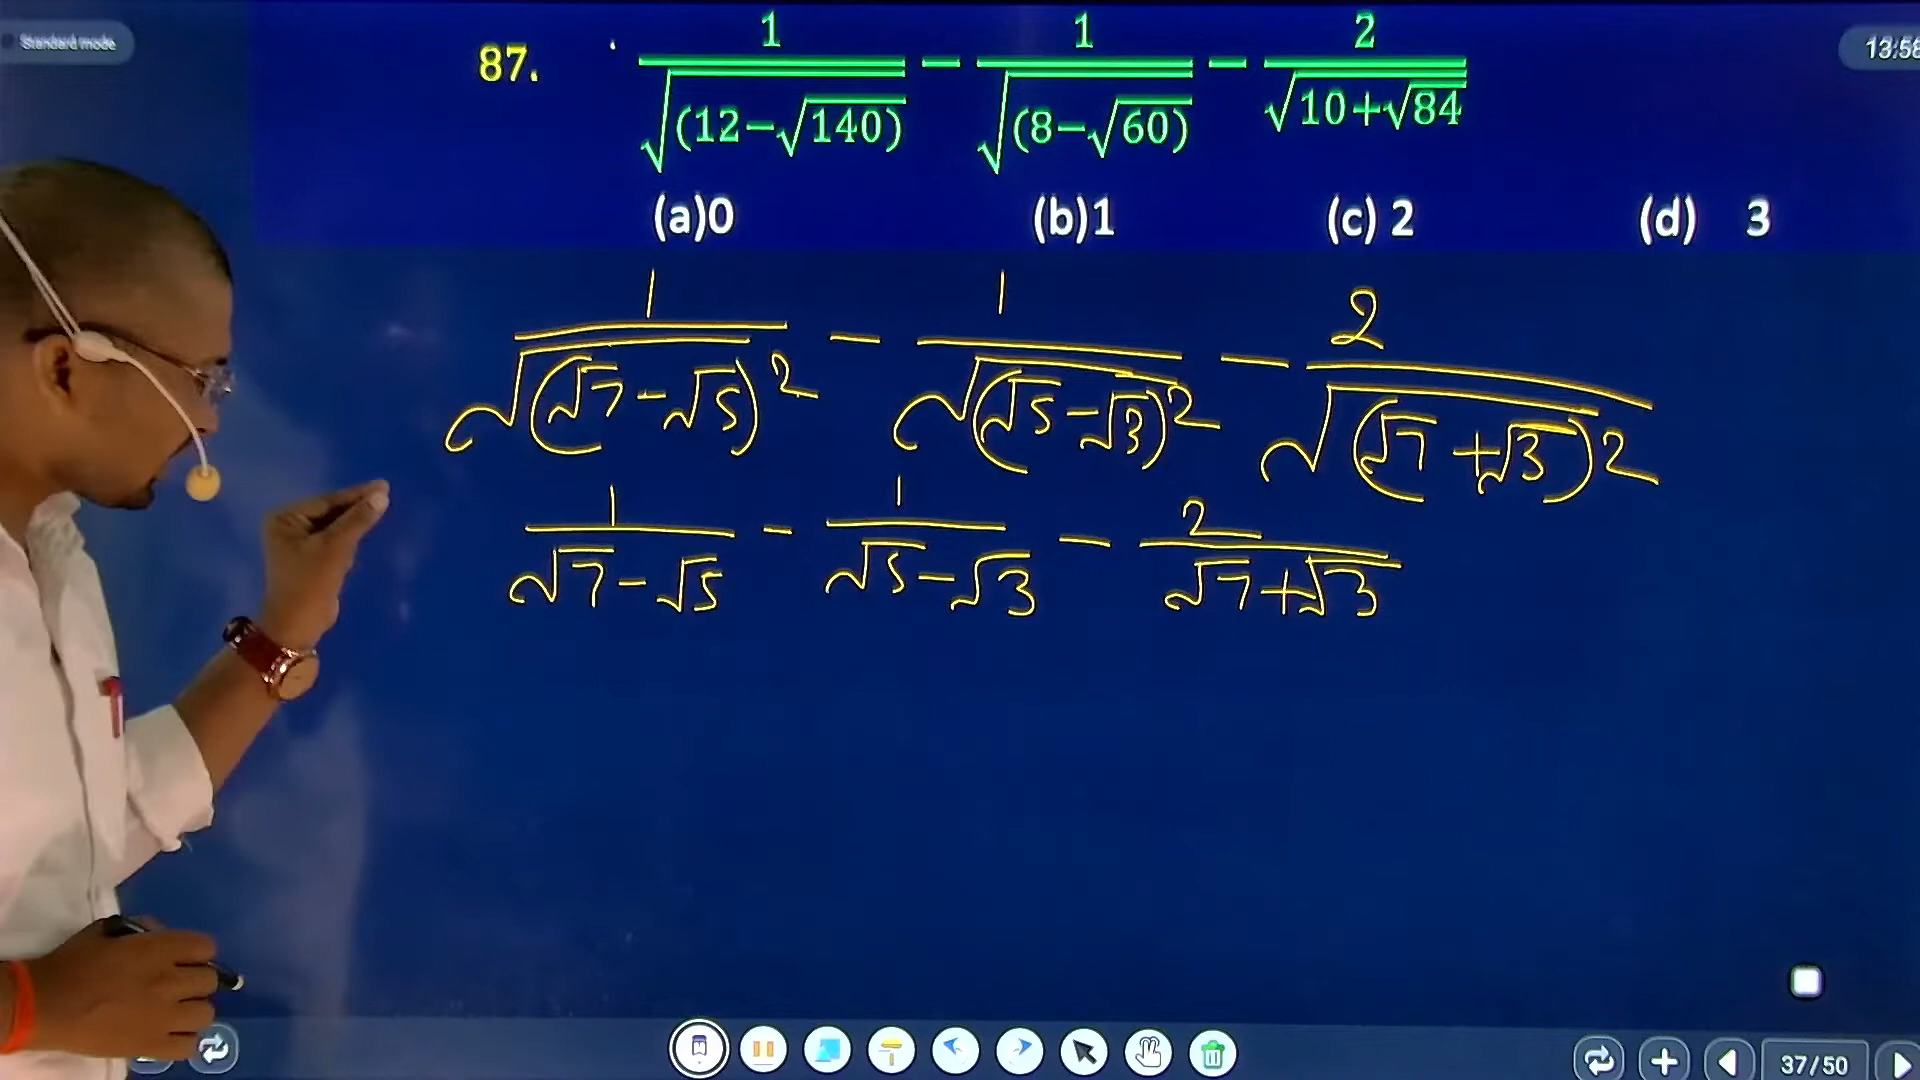 Standard mode
13:58
87. 1/√((12−√140)) − 1/√((8−√60)) − 2/√(10+√84)
(a)0 (b)1 (c) 2 (d) 3
1/√((√7−√5)²) − 1/√((√5−√3)²) − 2/√((√7+√3)²)
1/(√7−√5) − 1/(√5−√3) − 2/(√7+√3)
37/50